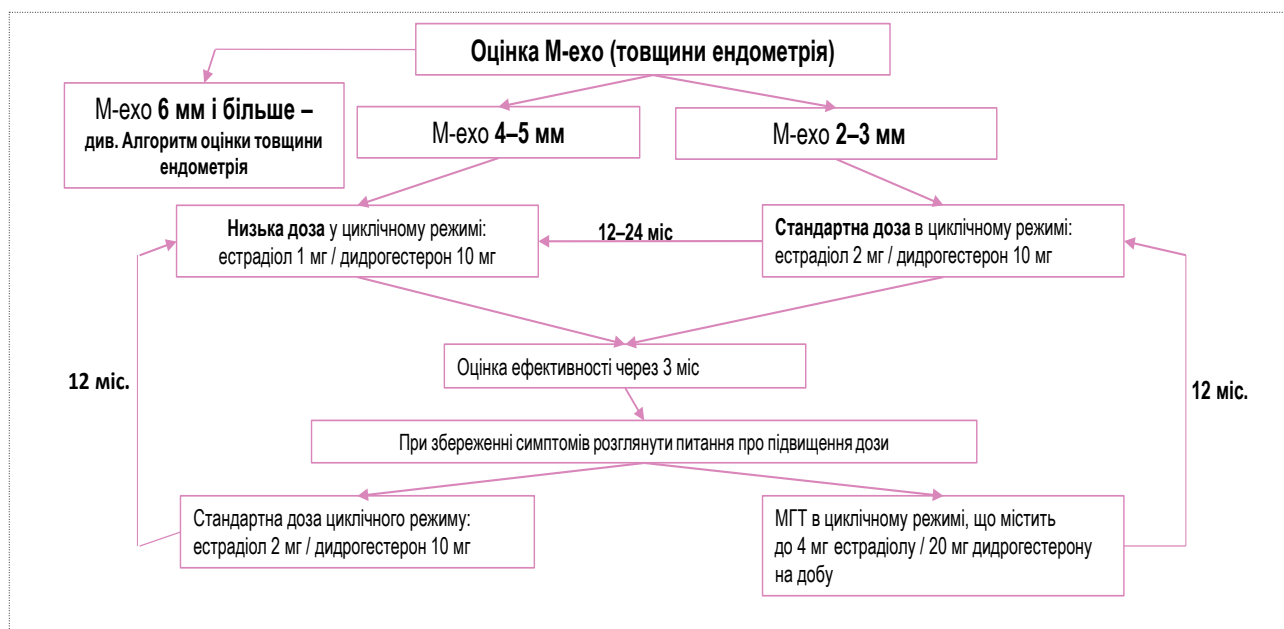 Оцінка М-ехо (товщини ендометрія)
М-ехо 6 мм і більше –
див. Алгоритм оцінки товщини
ендометрія
М-ехо 4–5 мм
М-ехо 2–3 мм
Низька доза у циклічному режимі:
естрадіол 1 мг / дидрогестерон 10 мг
12–24 міс
Стандартна доза в циклічному режимі:
естрадіол 2 мг / дидрогестерон 10 мг
Оцінка ефективності через 3 міс
12 міс.
12 міс.
При збереженні симптомів розглянути питання про підвищення дози
Стандартна доза циклічного режиму:
естрадіол 2 мг / дидрогестерон 10 мг
МГТ в циклічному режимі, що містить
до 4 мг естрадіолу / 20 мг дидрогестерону
на добу